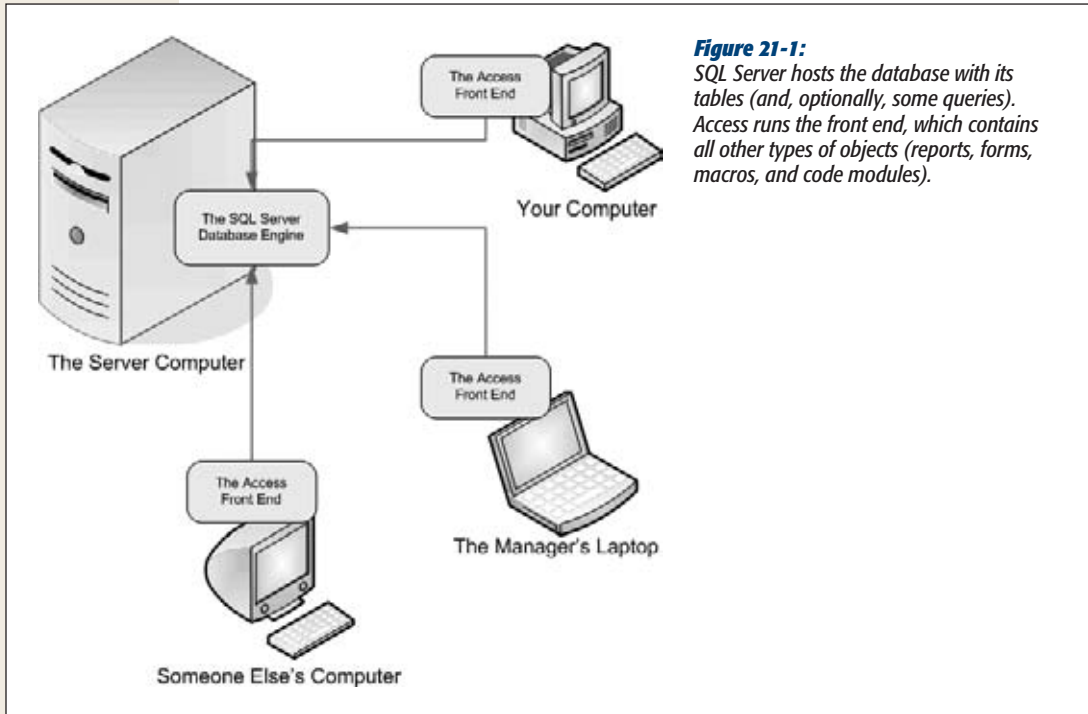 Figure 21-1:
SQL Server hosts the database with its
tables (and, optionally, some queries).
Access runs the front end, which contains
all other types of objects (reports, forms,
macros, and code modules).
The Access
Front End
Your Computer
The SQL Server
Database Engine
The Server Computer
The Access
Front End
The Manager's Laptop
The Access
Front End
Someone Else's Computer